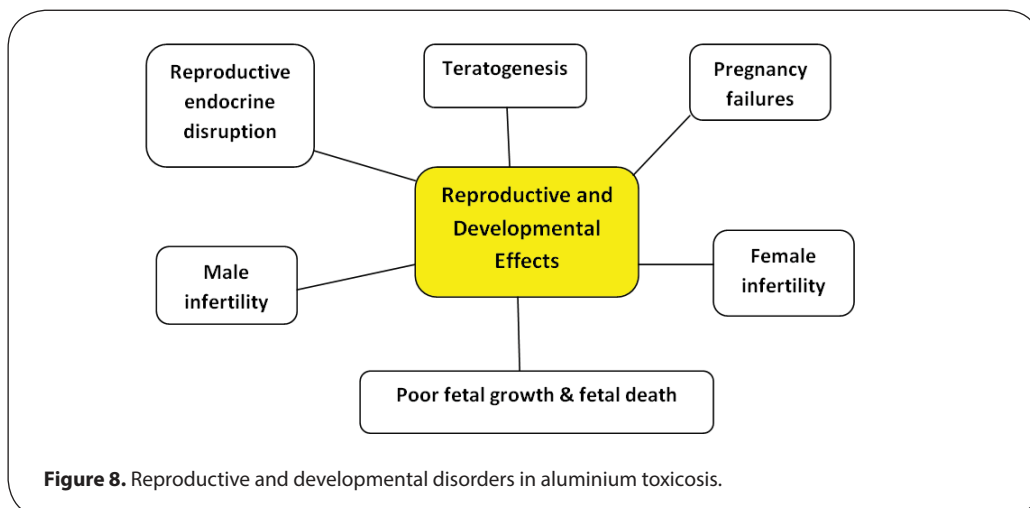 Reproductive
endocrine
disruption
Teratogenesis
Pregnancy
failures
Reproductive and
Developmental
Effects
Male
infertility
Female
infertility
Poor fetal growth & fetal death
Figure 8. Reproductive and developmental disorders in aluminium toxicosis.